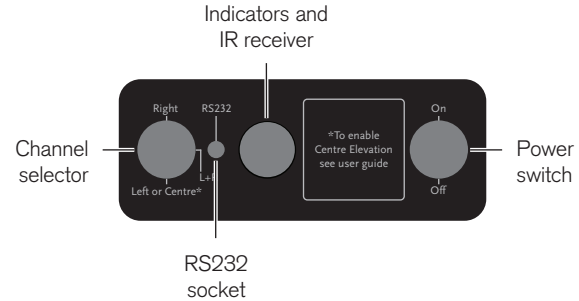 Indicators and
IR receiver
Right
RS232
On
Channel
selector
*To enable
Centre Elevation
see user guide
Power
switch
Left or Centre*
Off
RS232
socket